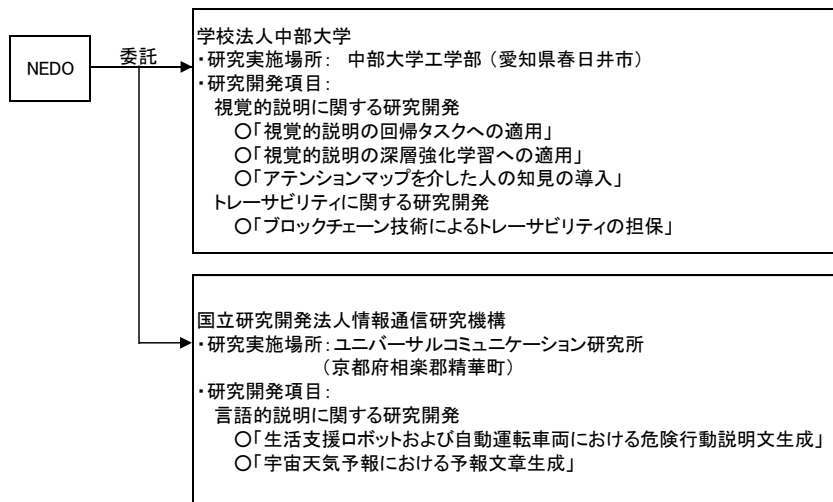 NEDO
委託
学校法人中部大学
・研究実施場所： 中部大学工学部（愛知県春日井市）
・研究開発項目：
視覚的説明に関する研究開発
○「視覚的説明の回帰タスクへの適用」
○「視覚的説明の深層強化学習への適用」
○「アテンションマップを介した人の知見の導入」
トレーサビリティに関する研究開発
○「ブロックチェーン技術によるトレーサビリティの担保」
国立研究開発法人情報通信研究機構
・研究実施場所：ユニバーサルコミュニケーション研究所
（京都府相楽郡精華町）
・研究開発項目：
言語的説明に関する研究開発
○「生活支援ロボットおよび自動運転車両における危険行動説明文生成」
○「宇宙天気予報における予報文章生成」